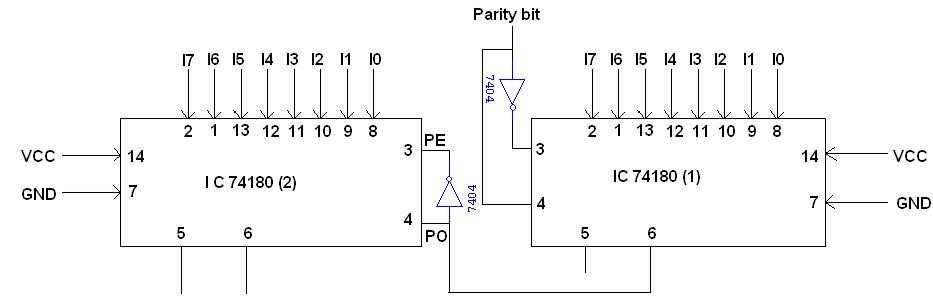 Parity bit
I7 I6 I5 I4 I3 I2 I1 I0
I7 I6 I5 I4 I3 I2 I1 I0
7404
2 1 13 12 11 10 9 8
2 1 13 12 11 10 9 8
VCC 14
3 PE
3
14 VCC
I C 74180 (2)
IC 74180 (1)
GND 7
7404
4 PO
4
7 GND
5 6
5 6